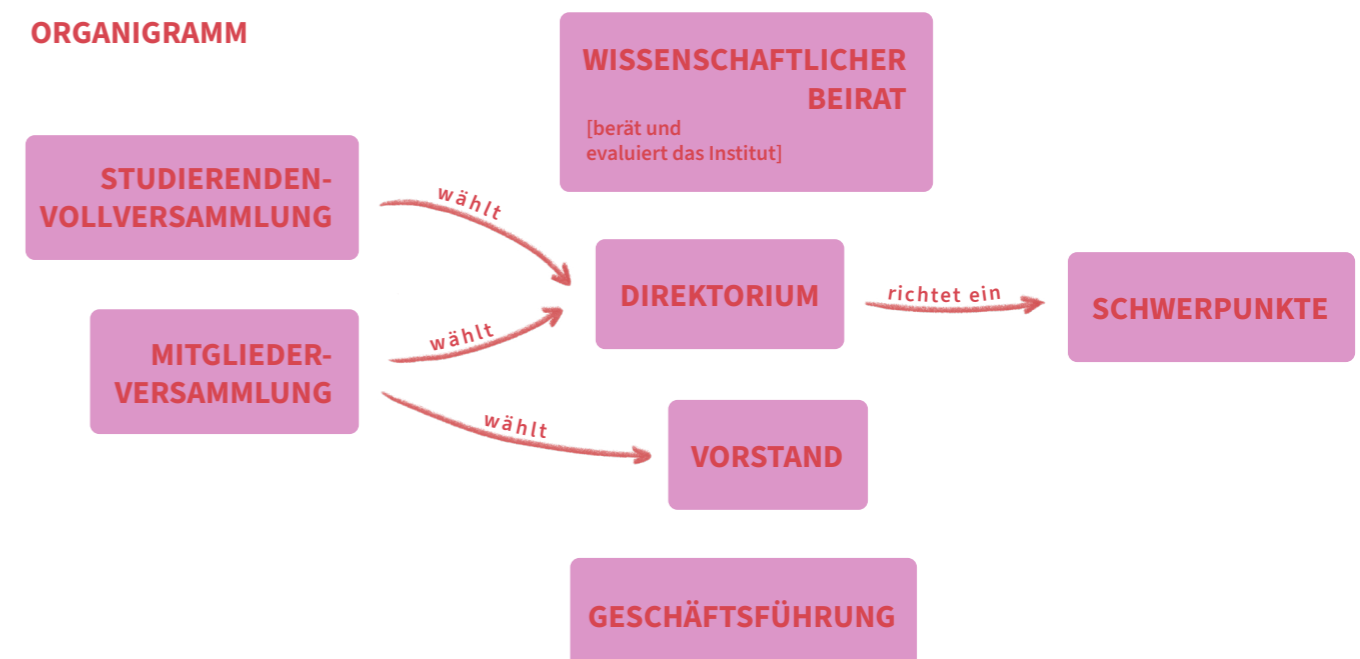 ORGANIGRAMM
WISSENSCHAFTLICHER
BEIRAT
[berät und
evaluiert das Institut]
STUDIERENDEN-
VOLLVERSAMMLUNG
wählt
DIREKTORIUM
richtet ein
SCHWERPUNKTE
MITGLIEDER-
VERSAMMLUNG
wählt
wählt
VORSTAND
GESCHÄFTSFÜHRUNG